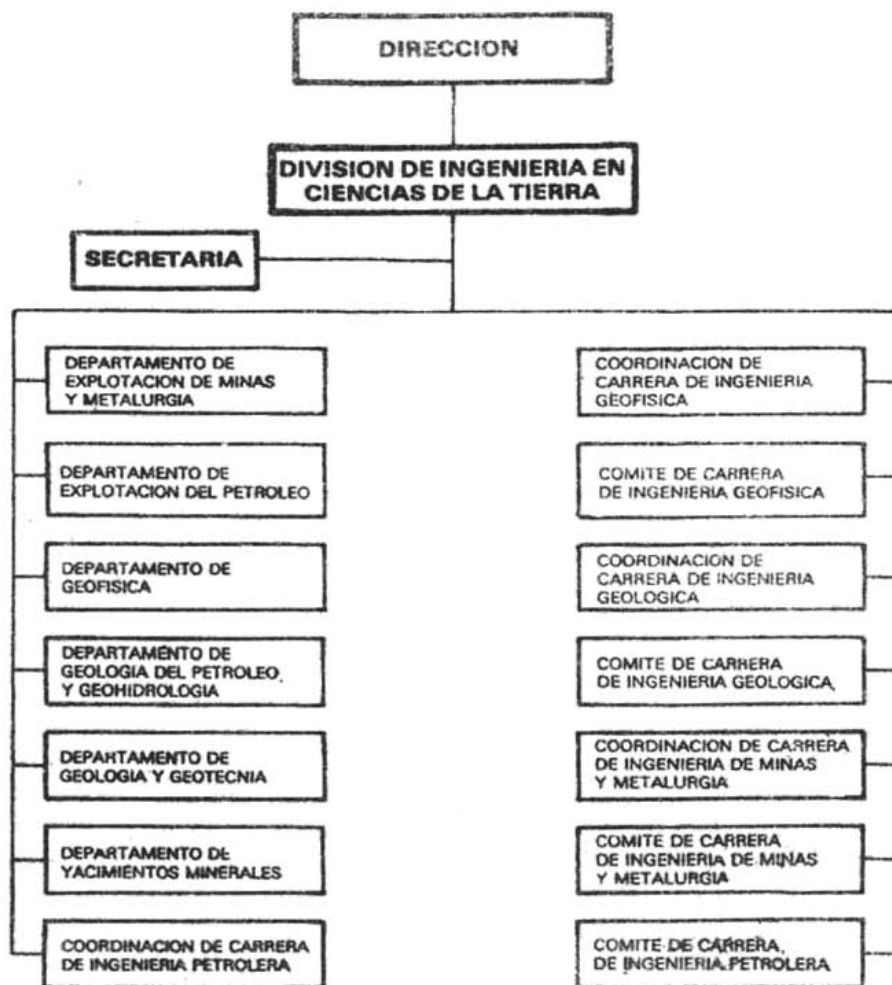 DIRECCION
DIVISION DE INGENIERIA EN
CIENCIAS DE LA TIERRA
SECRETARIA
DEPARTAMENTO DE
EXPLOTACION DE MINAS
Y METALURGIA
DEPARTAMENTO DE
EXPLOTACION DEL PETROLEO
DEPARTAMENTO DE
GEOFISICA
DEPARTAMENTO DE
GEOLOGIA DEL PETROLEO
Y GEOHIDROLOGIA
DEPARTAMENTO DE
GEOLOGIA Y GEOTECNIA
DEPARTAMENTO DE
YACIMIENTOS MINERALES
COORDINACION DE CARRERA
DE INGENIERIA PETROLERA
COORDINACION DE
CARRERA DE INGENIERIA
GEOFISICA
COMITE DE CARRERA
DE INGENIERIA GEOFISICA
COORDINACION DE
CARRERA DE INGENIERIA
GEOLOGICA
COMITE DE CARRERA
DE INGENIERIA GEOLOGICA
COORDINACION DE CARRERA
DE INGENIERIA DE MINAS
Y METALURGIA
COMITE DE CARRERA
DE INGENIERIA DE MINAS
Y METALURGIA
COMITE DE CARRERA
DE INGENIERIA PETROLERA